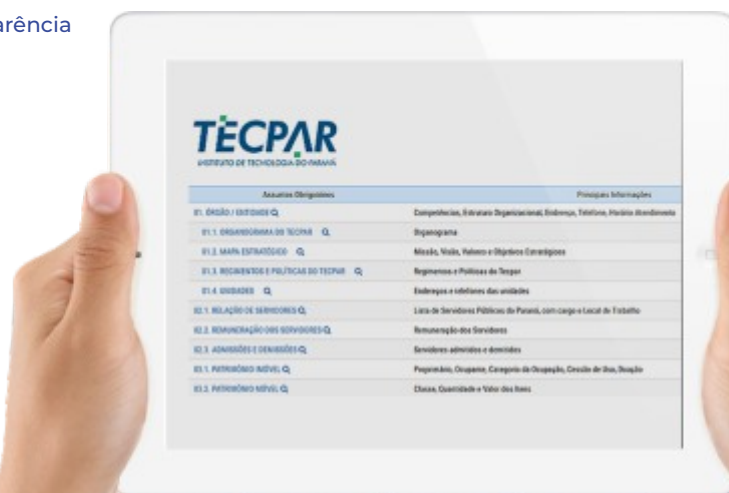 arência
TECPAR
INSTITUTO DE TECNOLOGIA DO PARANÁ
Assuntos Obrigatórios Principais Informações
01. ÓRGÃO / ENTIDADE Competências, Estrutura Organizacional, Endereço, Telefone, Horário Atendimento
01.1. ORGANOGRAMA DO TECPAR Organograma
01.2. MAPA ESTRATÉGICO Missão, Visão, Valores e Objetivos Estratégicos
01.3. REGIMENTOS E POLÍTICAS DO TECPAR Regimentos e Políticas do Tecpar
01.4. UNIDADES Endereços e telefones das unidades
02.1. RELAÇÃO DE SERVIDORES Lista de Servidores Públicos do Paraná, com cargo e Local de Trabalho
02.2. REMUNERAÇÃO DOS SERVIDORES Remuneração dos Servidores
02.3. ADMISSÕES E DEMISSÕES Servidores admitidos e demitidos
03.1. PATRIMÔNIO IMÓVEL Proprietário, Ocupante, Categoria da Ocupação, Cessão de Uso, Doação
03.2. PATRIMÔNIO MÓVEL Classe, Quantidade e Valor dos Itens